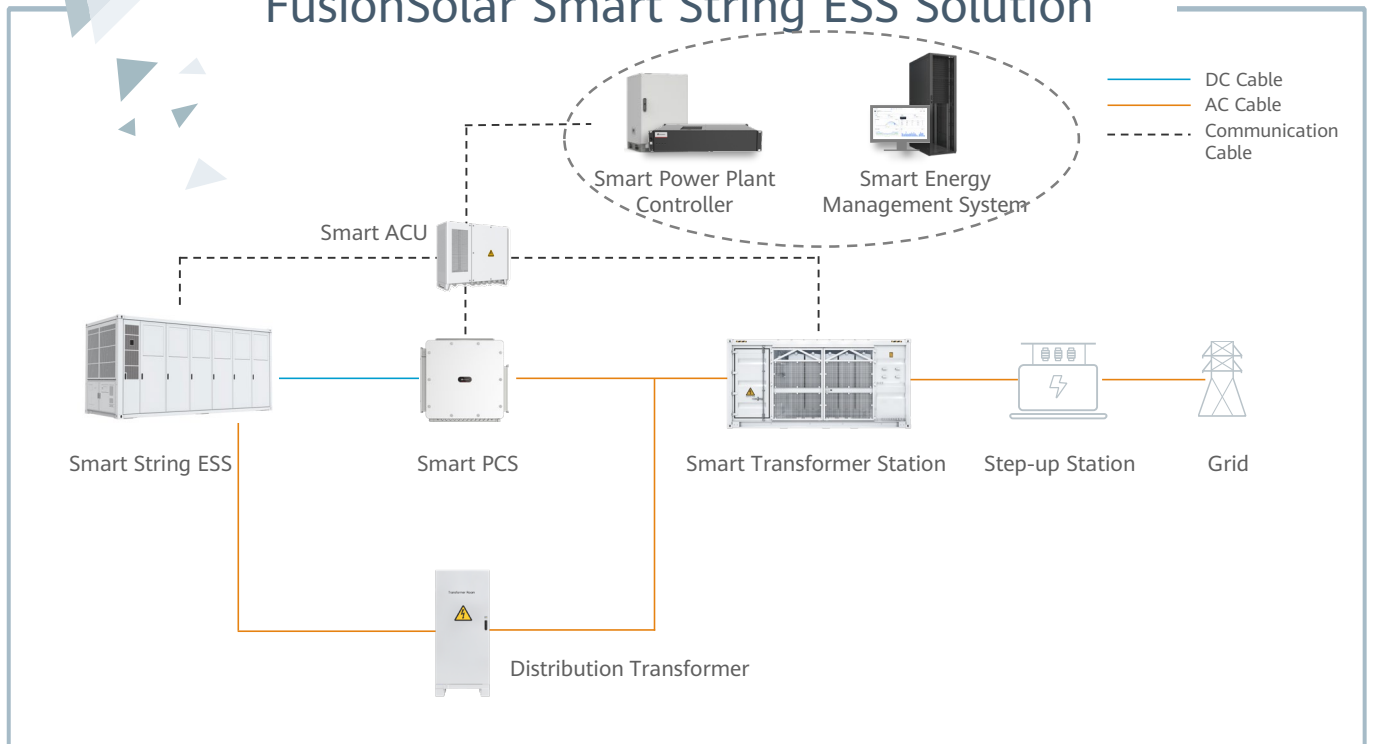 FusionSolar Smart String ESS Solution
DC Cable
AC Cable
Communication
Cable
Smart Power Plant
Controller
Smart Energy
Management System
Smart ACU
Smart String ESS
Smart PCS
Smart Transformer Station
Step-up Station
Grid
Distribution Transformer